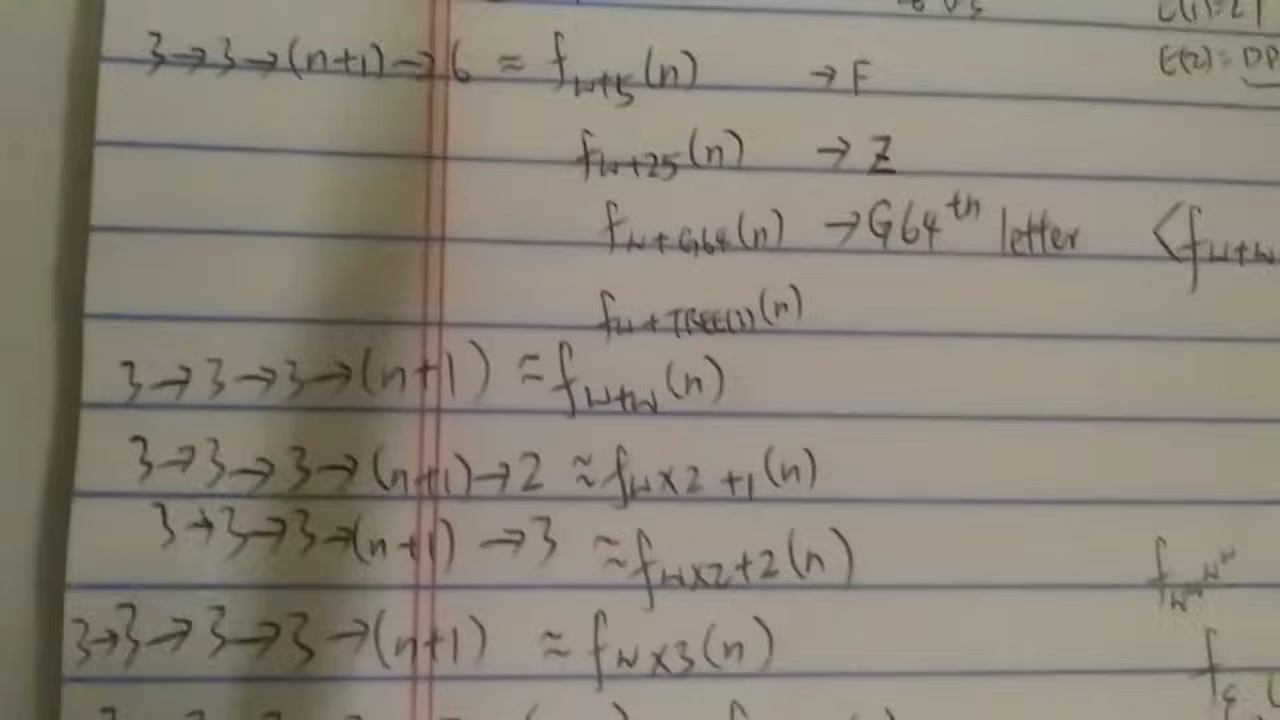 3→3→(n+1)→6 ≈ f_{w+5}(n) →F
E(2)=
f_{w+25}(n) →Z
f_{w+G64}(n) →G64^{th} letter <f_{w+w}
f_{w+TREE(3)}(n)
3→3→3→(n+1) ≈ f_{w+w}(n)
3→3→3→(n+1)→2 ≈ f_{w×2+1}(n)
3→3→3→(n+1)→3 ≈ f_{w×2+2}(n)
3→3→3→3→(n+1) ≈ f_{w×3}(n)